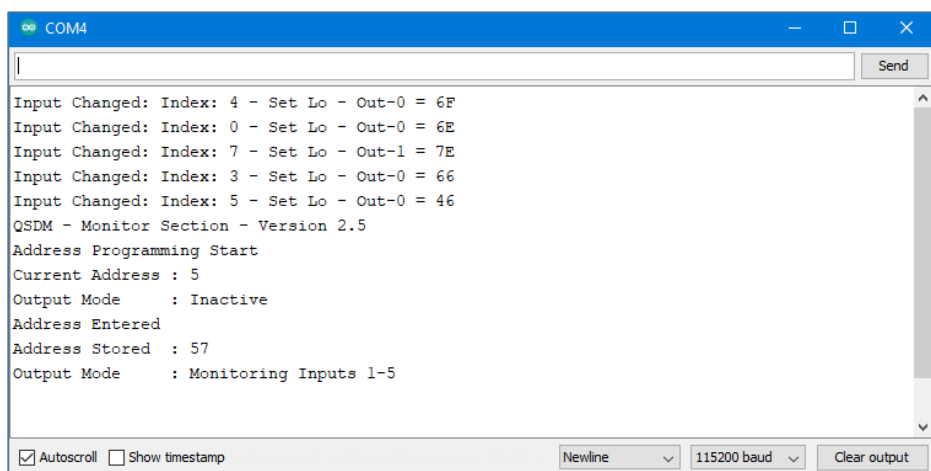 COM4
Send
Input Changed: Index: 4 - Set Lo - Out-0 = 6F
Input Changed: Index: 0 - Set Lo - Out-0 = 6E
Input Changed: Index: 7 - Set Lo - Out-1 = 7E
Input Changed: Index: 3 - Set Lo - Out-0 = 66
Input Changed: Index: 5 - Set Lo - Out-0 = 46
QSDM - Monitor Section - Version 2.5
Address Programming Start
Current Address : 5
Output Mode     : Inactive
Address Entered
Address Stored  : 57
Output Mode     : Monitoring Inputs 1-5
Autoscroll Show timestamp Newline 115200 baud Clear output